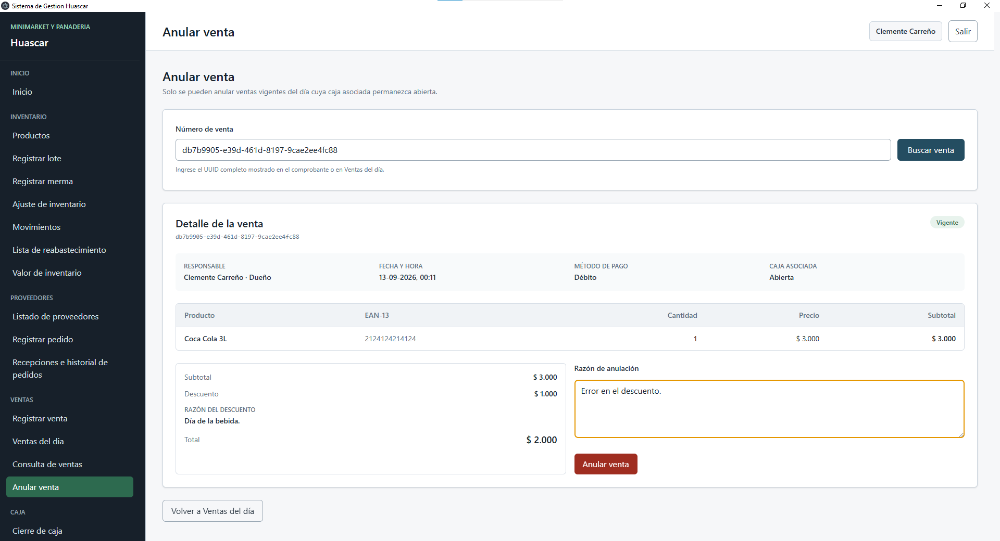 Sistema de Gestion Huascar
MINIMARKET Y PANADERIA
Huascar
INICIO
Inicio
INVENTARIO
Productos
Registrar lote
Registrar merma
Ajuste de inventario
Movimientos
Lista de reabastecimiento
Valor de inventario
PROVEEDORES
Listado de proveedores
Registrar pedido
Recepciones e historial de
pedidos
VENTAS
Registrar venta
Ventas del dia
Consulta de ventas
Anular venta
CAJA
Cierre de caja
Anular venta
Clemente Carreño
Salir
Anular venta
Solo se pueden anular ventas vigentes del día cuya caja asociada permanezca abierta.
Número de venta
db7b9905-e39d-461d-8197-9cae2ee4fc88
Buscar venta
Ingrese el UUID completo mostrado en el comprobante o en Ventas del día.
Detalle de la venta
Vigente
db7b9905-e39d-461d-8197-9cae2ee4fc88
RESPONSABLE FECHA Y HORA MÉTODO DE PAGO CAJA ASOCIADA
Clemente Carreño · Dueño 13-09-2026, 00:11 Débito Abierta
Producto EAN-13 Cantidad Precio Subtotal
Coca Cola 3L 2124124214124 1 $ 3.000 $ 3.000
Subtotal $ 3.000
Descuento $ 1.000
RAZÓN DEL DESCUENTO
Día de la bebida.
Total $ 2.000
Razón de anulación
Error en el descuento.
Anular venta
Volver a Ventas del día